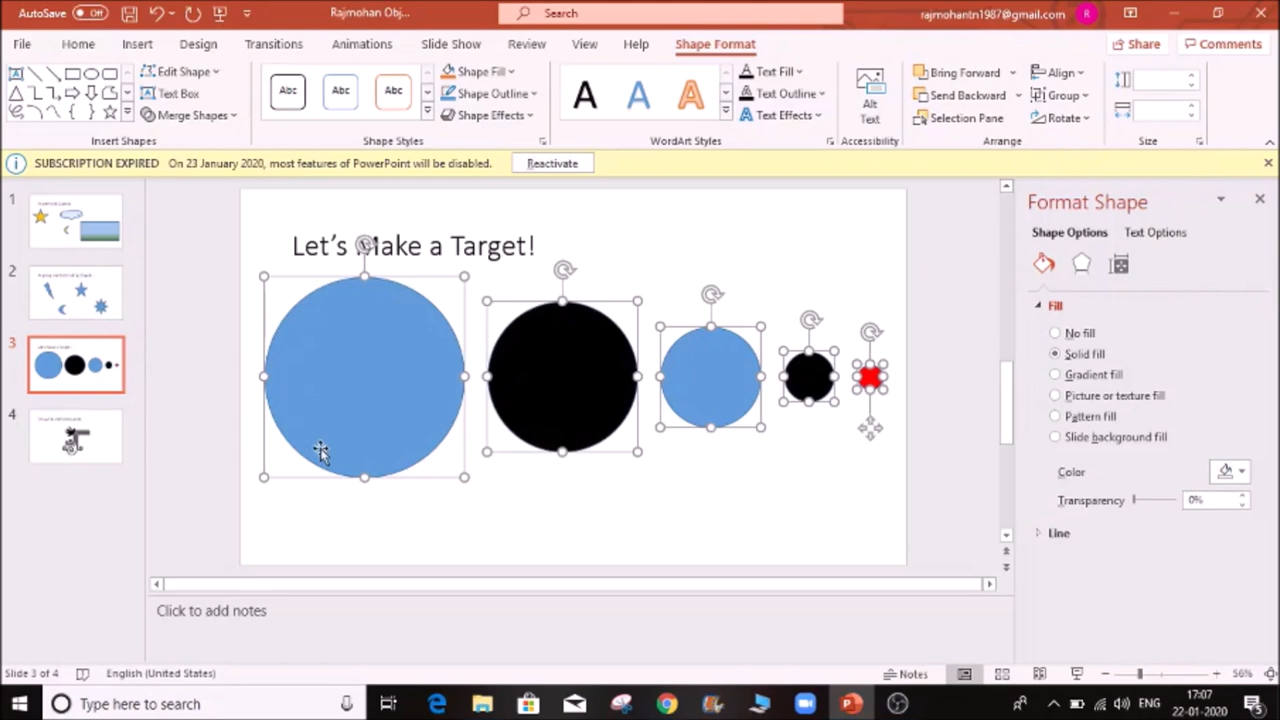 AutoSave Off Rajmohan Obj... Search rajmohantn1987@gmail.com R
File Home Insert Design Transitions Animations Slide Show Review View Help Shape Format Share Comments
Edit Shape
Text Box
Merge Shapes
Insert Shapes
Abc Abc Abc
Shape Fill
Shape Outline
Shape Effects
Shape Styles
A A A
Text Fill
Text Outline
Text Effects
WordArt Styles
Alt
Text
Accessibility
Bring Forward
Send Backward
Selection Pane
Align
Group
Rotate
Arrange
Size
SUBSCRIPTION EXPIRED On 23 January 2020, most features of PowerPoint will be disabled. Reactivate
1
2
3
4
Let's Make a Target!
Format Shape
Shape Options Text Options
Fill
No fill
Solid fill
Gradient fill
Picture or texture fill
Pattern fill
Slide background fill
Color
Transparency 0%
Line
Click to add notes
Slide 3 of 4 English (United States) Notes 56%
Type here to search
ENG
17:07
22-01-2020
5